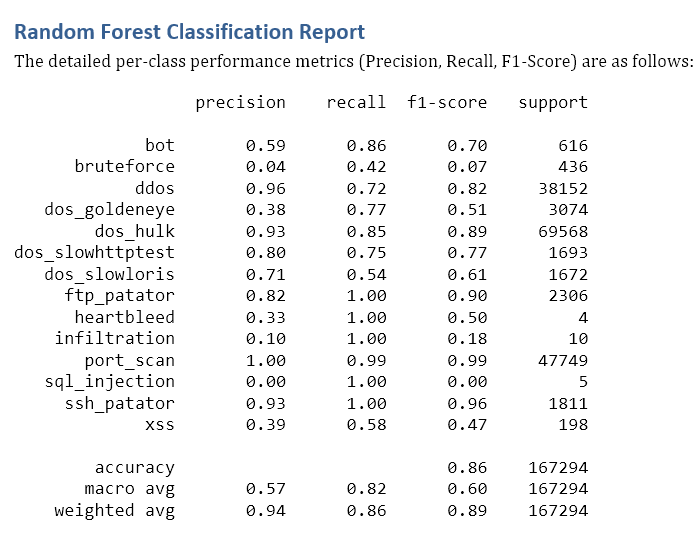 Random Forest Classification Report
The detailed per-class performance metrics (Precision, Recall, F1-Score) are as follows:
precision recall f1-score support
bot 0.59 0.86 0.70 616
bruteforce 0.04 0.42 0.07 436
ddos 0.96 0.72 0.82 38152
dos_goldeneye 0.38 0.77 0.51 3074
dos_hulk 0.93 0.85 0.89 69568
dos_slowhttptest 0.80 0.75 0.77 1693
dos_slowloris 0.71 0.54 0.61 1672
ftp_patator 0.82 1.00 0.90 2306
heartbleed 0.33 1.00 0.50 4
infiltration 0.10 1.00 0.18 10
port_scan 1.00 0.99 0.99 47749
sql_injection 0.00 1.00 0.00 5
ssh_patator 0.93 1.00 0.96 1811
xss 0.39 0.58 0.47 198
accuracy 0.86 167294
macro avg 0.57 0.82 0.60 167294
weighted avg 0.94 0.86 0.89 167294